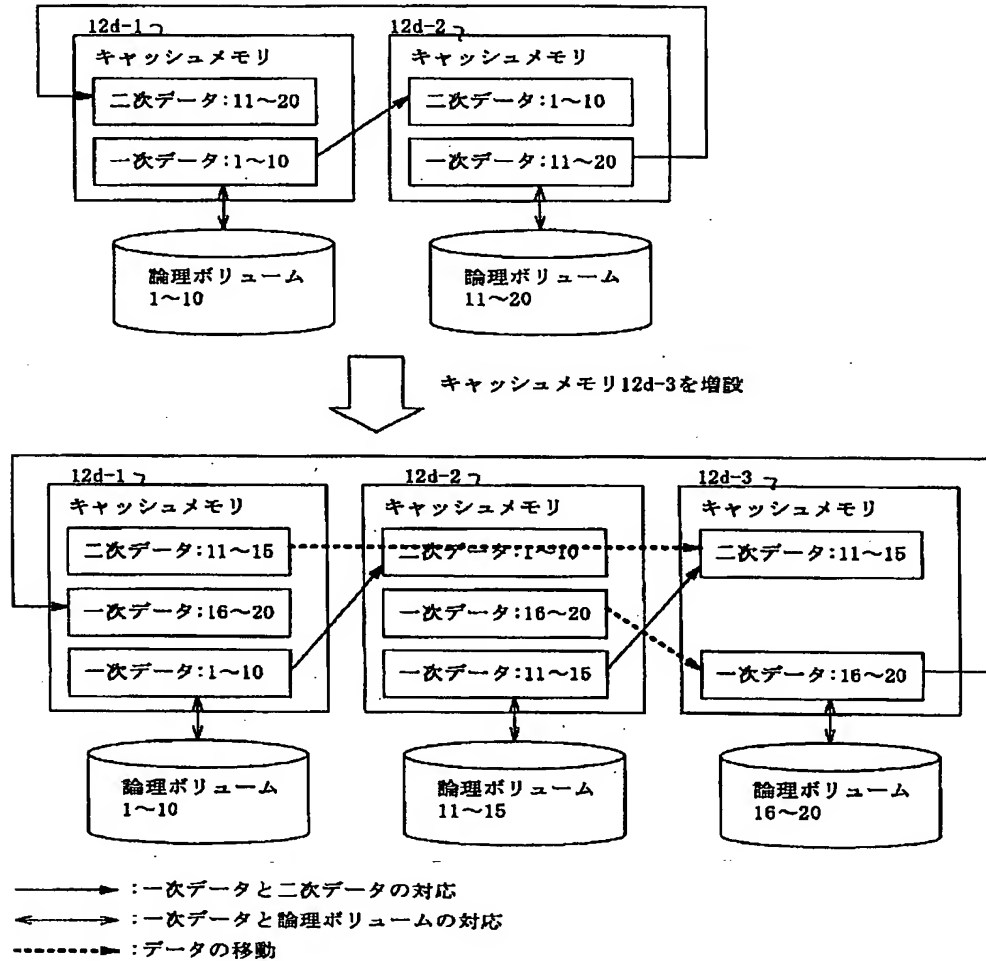 12d-1
12d-2
キャッシュメモリ
キャッシュメモリ
二次データ:11〜20
二次データ:1〜10
一次データ:1〜10
一次データ:11〜20
論理ボリューム
1〜10
論理ボリューム
11〜20
キャッシュメモリ12d-3を増設
12d-1
12d-2
12d-3
キャッシュメモリ
キャッシュメモリ
キャッシュメモリ
二次データ:11〜15
二次データ:1〜10
二次データ:11〜15
一次データ:16〜20
一次データ:16〜20
一次データ:1〜10
一次データ:11〜15
一次データ:16〜20
論理ボリューム
1〜10
論理ボリューム
11〜15
論理ボリューム
16〜20
:一次データと二次データの対応
:一次データと論理ボリュームの対応
:データの移動